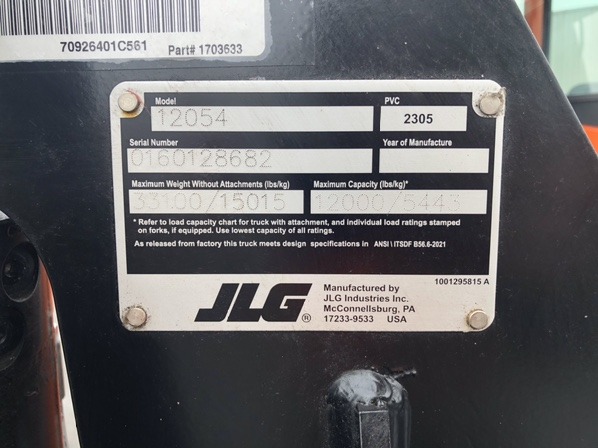 70926401C561
Part# 1703633
Model
PVC
12054
2305
Serial Number
Year of Manufacture
0160128682
Maximum Weight Without Attachments (lbs/kg)
Maximum Capacity (lbs/kg)*
33100/15015
12000/5443
* Refer to load capacity chart for truck with attachment, and individual load ratings stamped
on forks, if equipped. Use lowest capacity of all ratings.
As released from factory this truck meets design specifications in ANSI \ ITSDF B56.6-2021
1001295815 A
JLG®
Manufactured by
JLG Industries Inc.
McConnellsburg, PA
17233-9533 USA